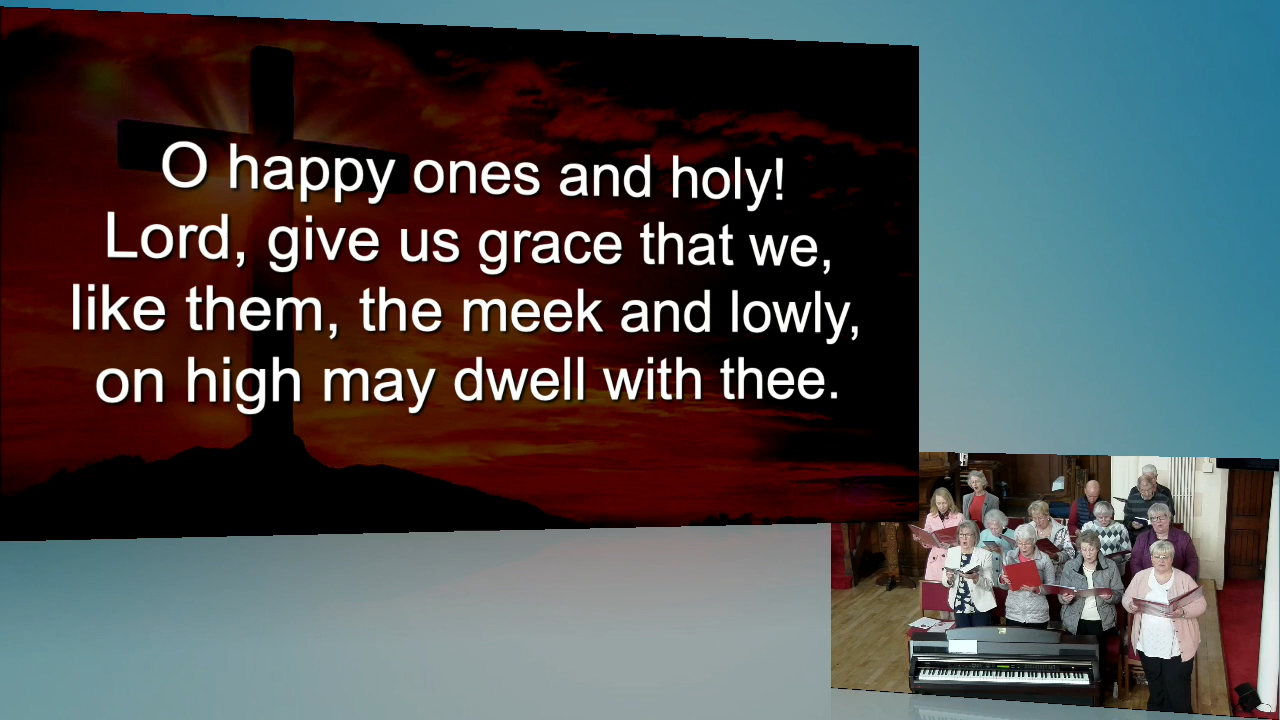 O happy ones and holy!
Lord, give us grace that we,
like them, the meek and lowly,
on high may dwell with thee.